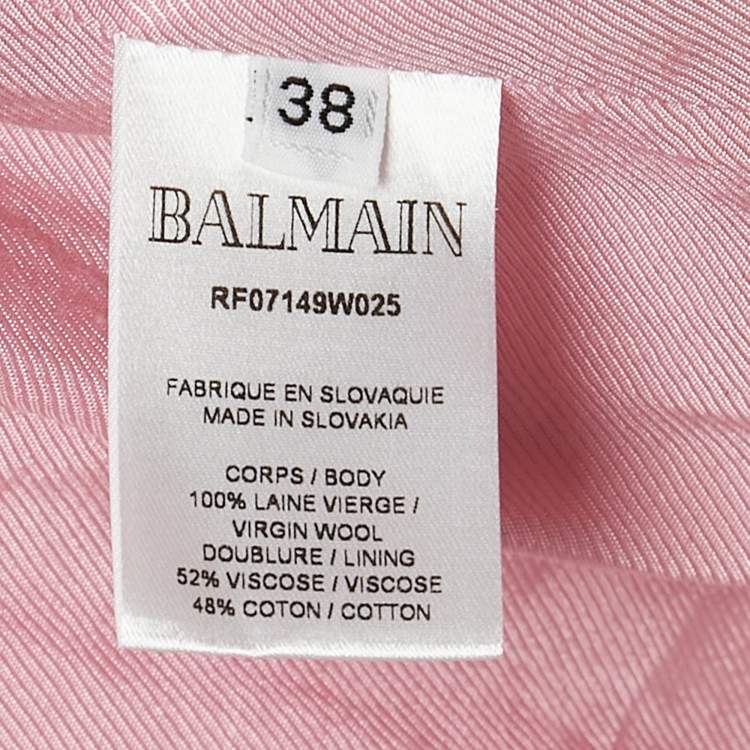 38
BALMAIN
RF07149W025
FABRIQUE EN SLOVAQUIE
MADE IN SLOVAKIA
CORPS / BODY
100% LAINE VIERGE /
VIRGIN WOOL
DOUBLURE / LINING
52% VISCOSE / VISCOSE
48% COTON / COTTON